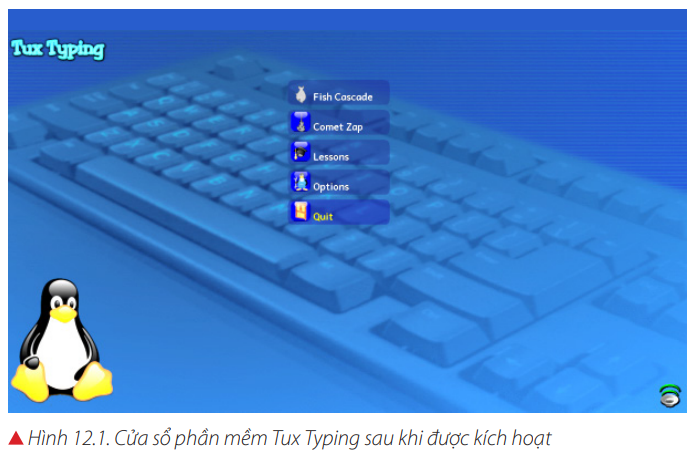 Tux Typing
Fish Cascade
Comet Zap
Lessons
Options
Quit
▲ Hình 12.1. Cửa sổ phần mềm Tux Typing sau khi được kích hoạt